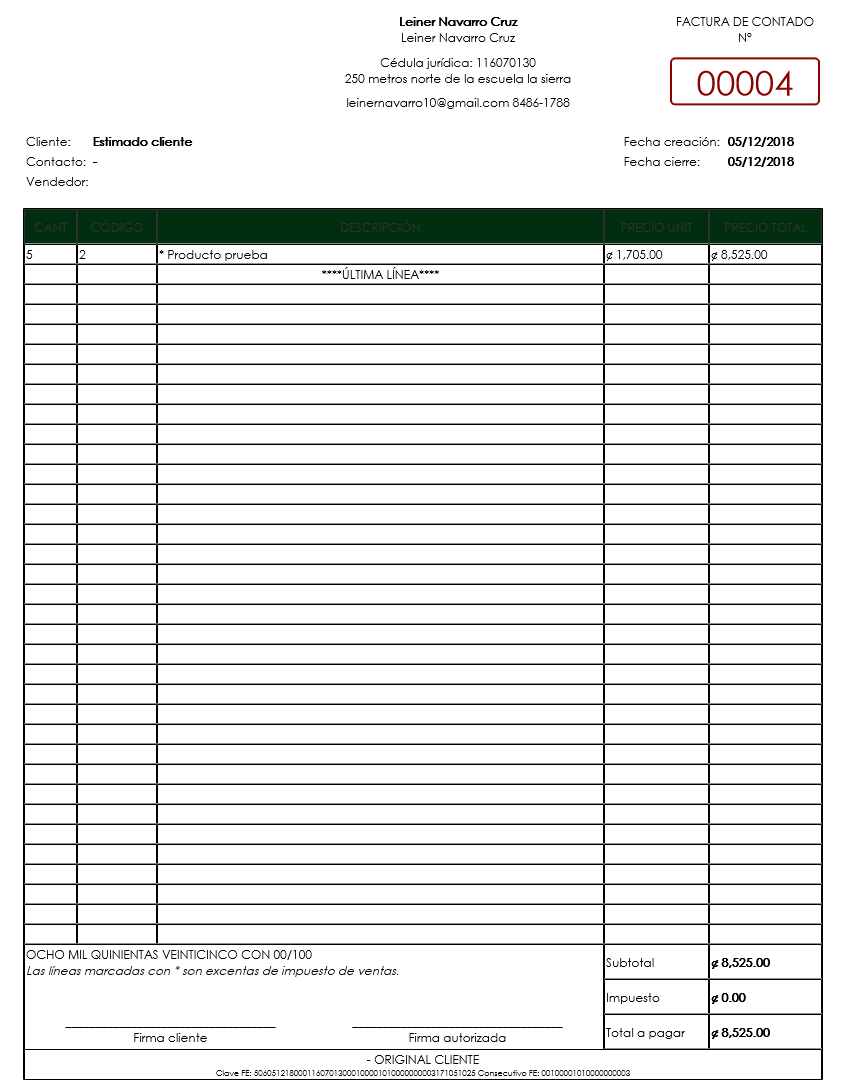 Leiner Navarro Cruz
Leiner Navarro Cruz
Cédula jurídica: 116070130
250 metros norte de la escuela la sierra
leinernavarro10@gmail.com 8486-1788
FACTURA DE CONTADO
N°
00004
Cliente: Estimado cliente
Contacto: -
Vendedor:
Fecha creación: 05/12/2018
Fecha cierre: 05/12/2018
CANT CÓDIGO DESCRIPCIÓN PRECIO UNIT PRECIO TOTAL
5 2 * Producto prueba ¢ 1,705.00 ¢ 8,525.00
****ÚLTIMA LÍNEA****
OCHO MIL QUINIENTAS VEINTICINCO CON 00/100
Las líneas marcadas con * son excentas de impuesto de ventas.
Subtotal ¢ 8,525.00
Impuesto ¢ 0.00
Total a pagar ¢ 8,525.00
Firma cliente Firma autorizada
- ORIGINAL CLIENTE
Clave FE: Consecutivo FE: 00100001010000000003